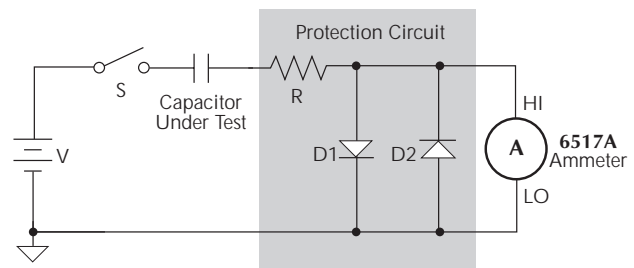 Protection Circuit
S
Capacitor
Under Test
R
HI
V
D1
D2
A
6517A
Ammeter
LO